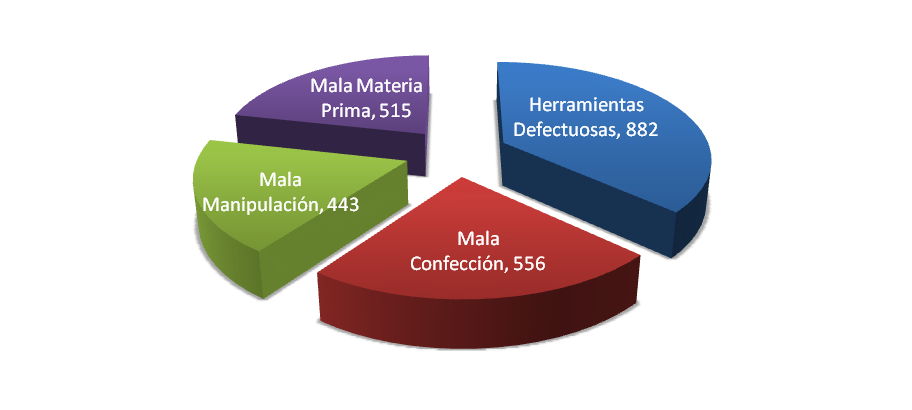 Mala Materia
Prima, 515
Herramientas
Defectuosas, 882
Mala
Manipulación, 443
Mala
Confección, 556